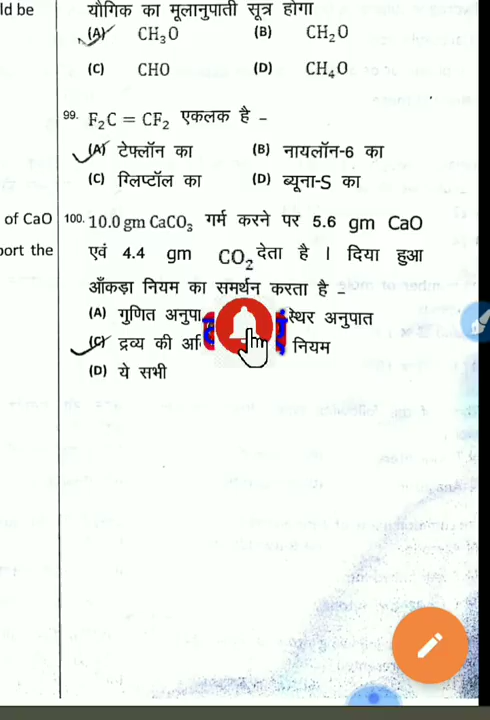 ld be
यौगिक का मूलानुपाती सूत्र होगा
(A) CH₃O (B) CH₂O
(C) CHO (D) CH₄O
99. F₂C = CF₂ एकलक है -
(A) टेफ्लॉन का (B) नायलॉन-6 का
(C) ग्लिप्टॉल का (D) ब्यूना-S का
of CaO
port the
100. 10.0 gm CaCO₃ गर्म करने पर 5.6 gm CaO
एवं 4.4 gm CO₂ देता है । दिया हुआ
आँकड़ा नियम का समर्थन करता है -
(A) गुणित अनुपा स्थिर अनुपात
(C) द्रव्य की नियम
(D) ये सभी